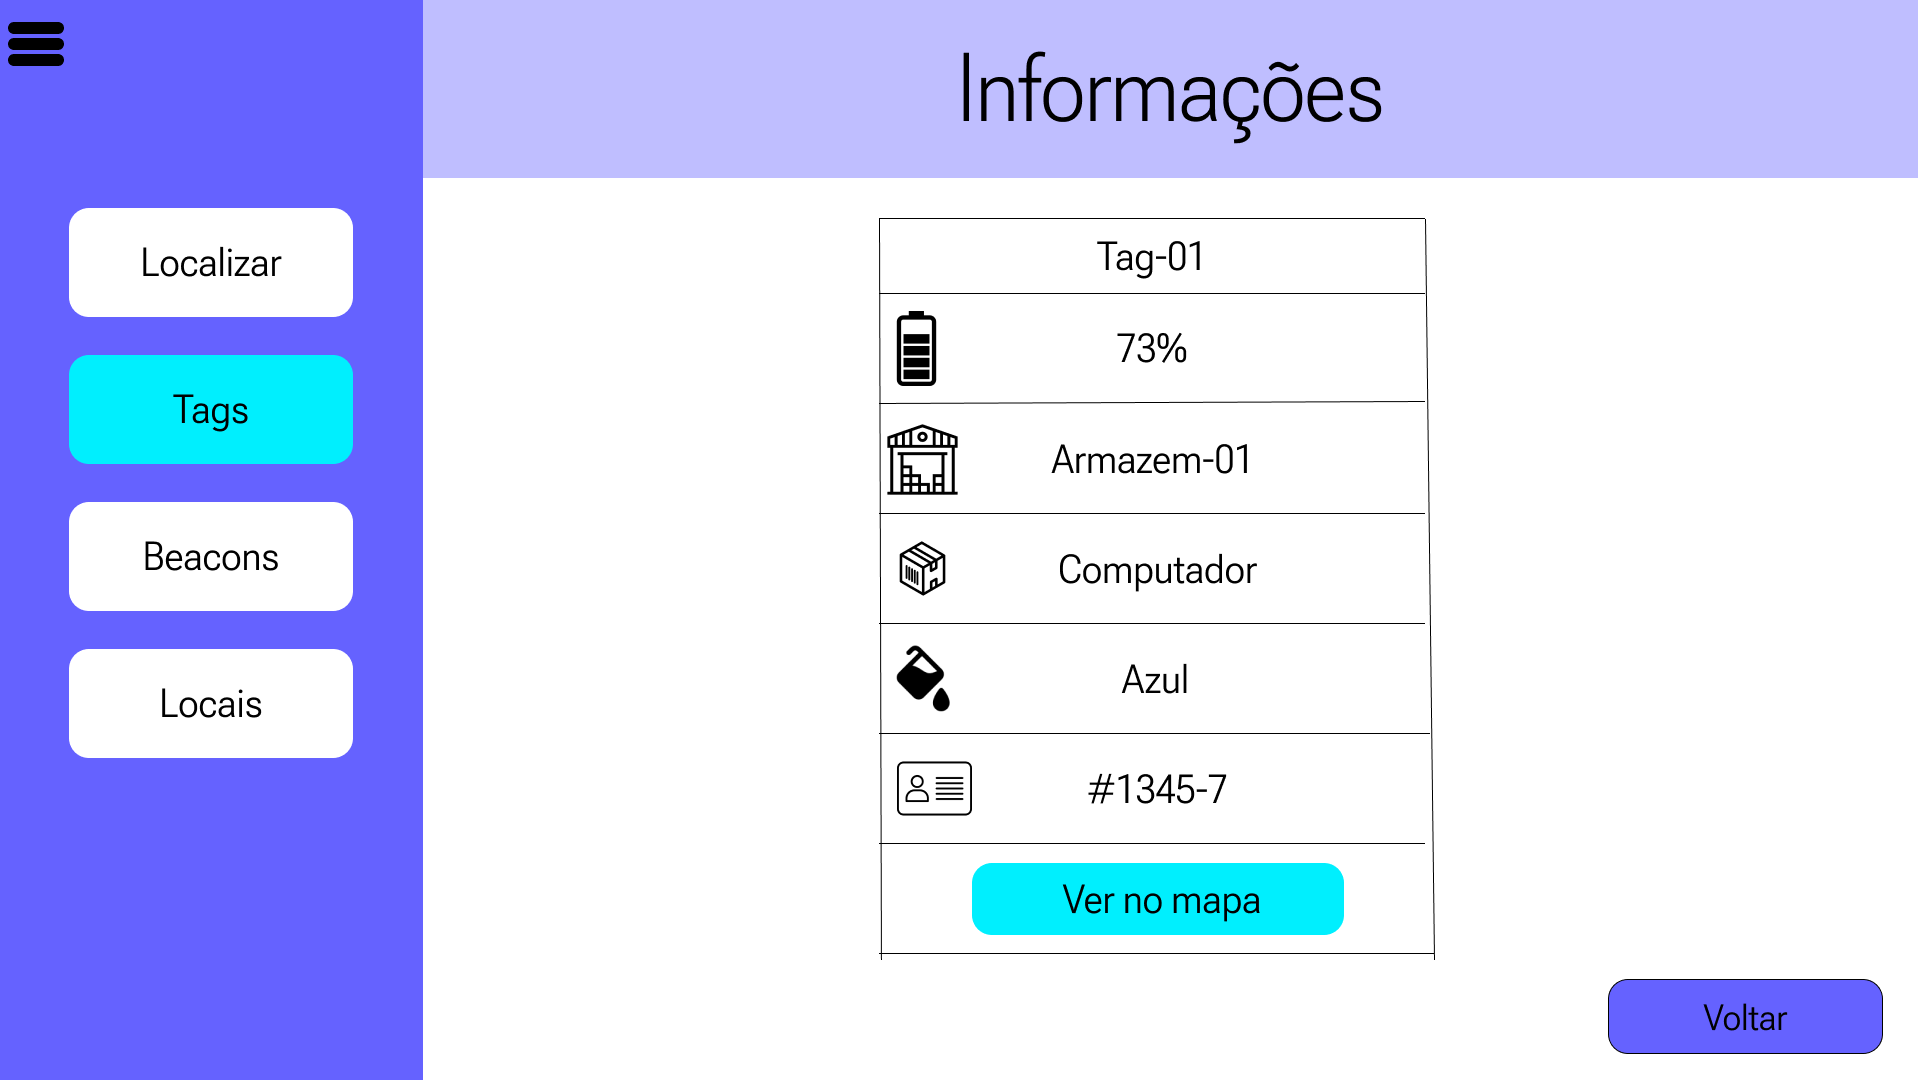 Informações
Localizar
Tags
Beacons
Locais
Tag-01
73%
Armazem-01
Computador
Azul
#1345-7
Ver no mapa
Voltar